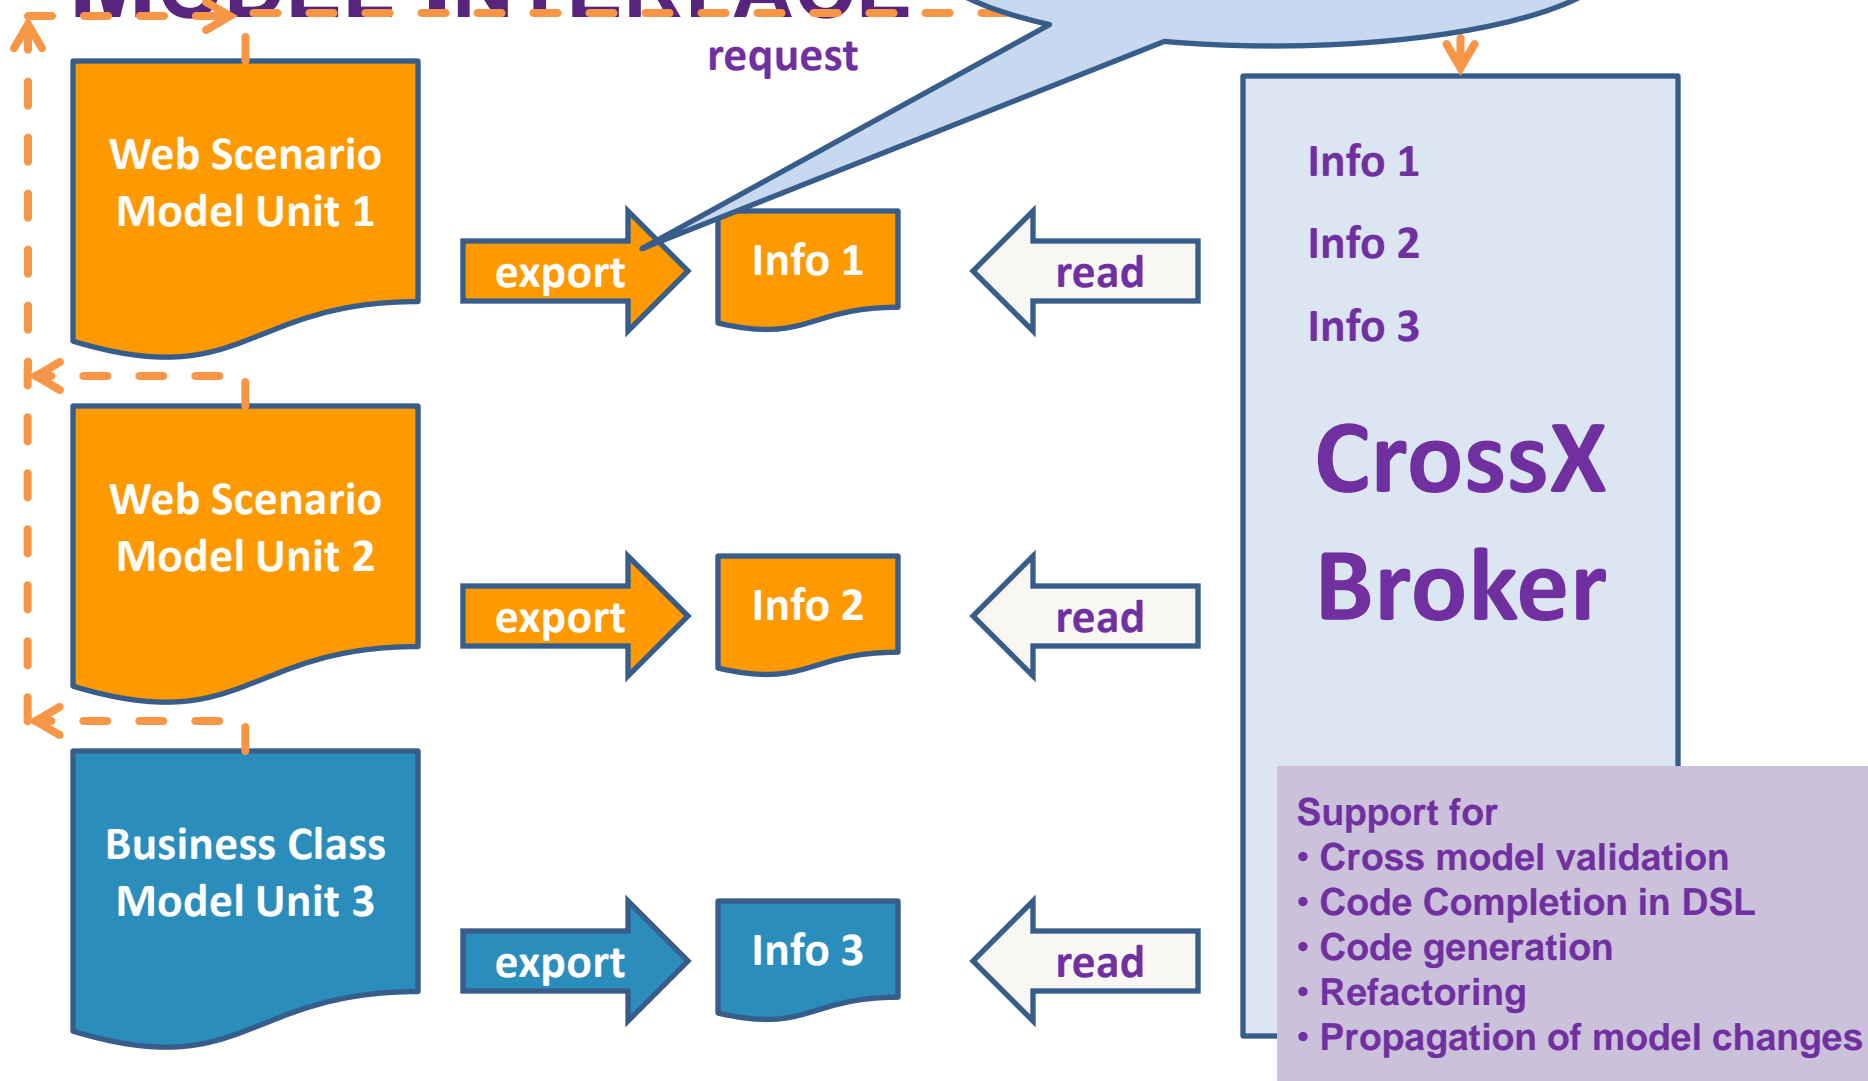 MODEL INTERFACE
request
Web Scenario
Model Unit 1
export
Info 1
read
Info 1
Info 2
Info 3
CrossX
Broker
Web Scenario
Model Unit 2
export
Info 2
read
Business Class
Model Unit 3
export
Info 3
read
Support for
• Cross model validation
• Code Completion in DSL
• Code generation
• Refactoring
• Propagation of model changes